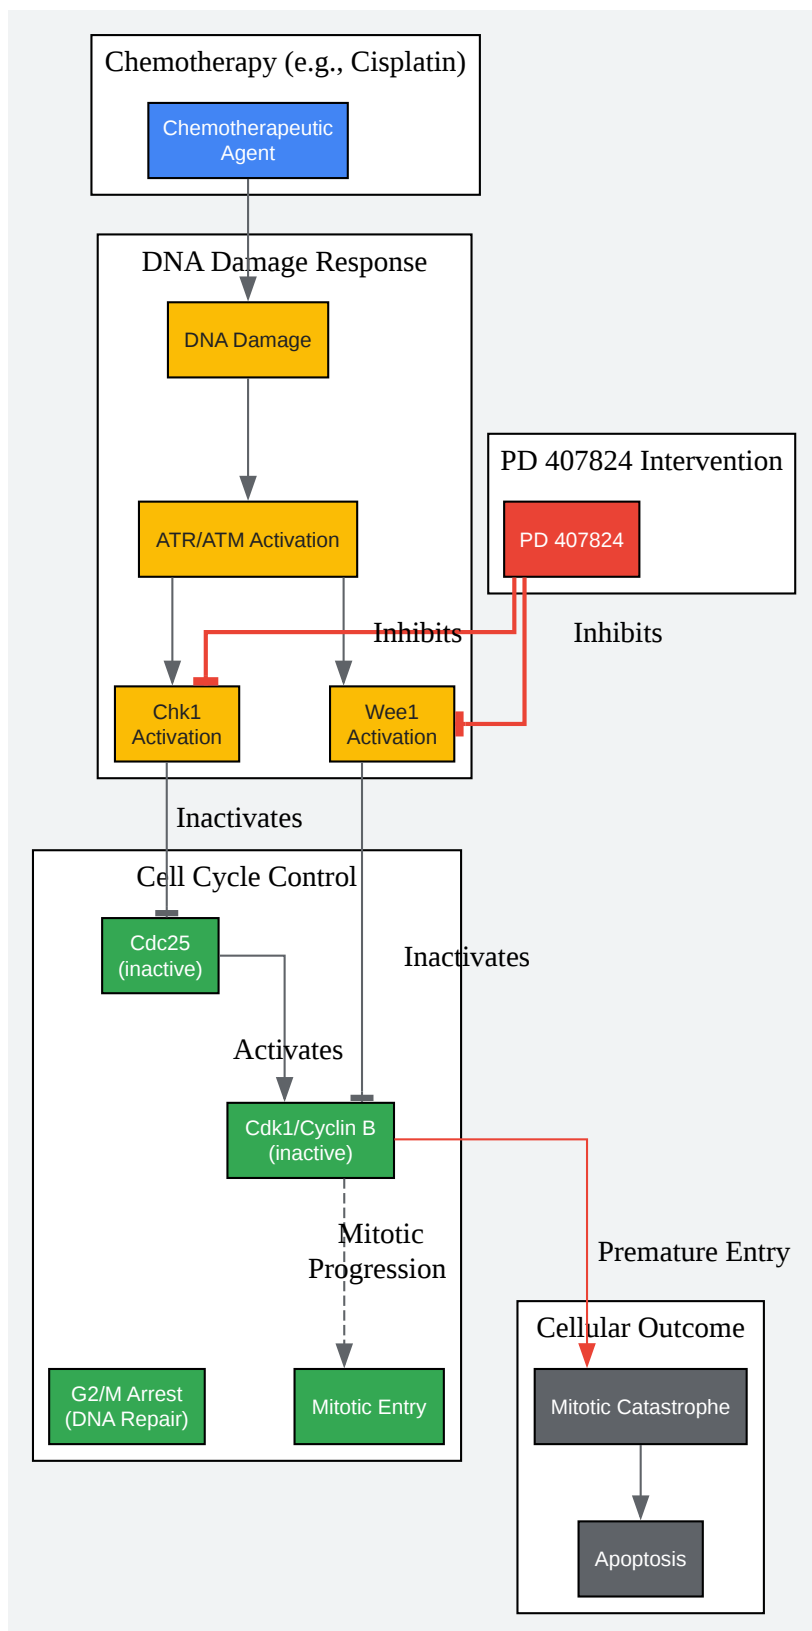 Chemotherapy (e.g., Cisplatin)
Chemotherapeutic
Agent
DNA Damage Response
DNA Damage
PD 407824 Intervention
ATR/ATM Activation
PD 407824
Inhibits
Inhibits
Chk1
Activation
Wee1
Activation
Inactivates
Cell Cycle Control
Cdc25
(inactive)
Inactivates
Activates
Cdk1/Cyclin B
(inactive)
Mitotic
Progression
Premature Entry
Cellular Outcome
G2/M Arrest
(DNA Repair)
Mitotic Entry
Mitotic Catastrophe
Apoptosis